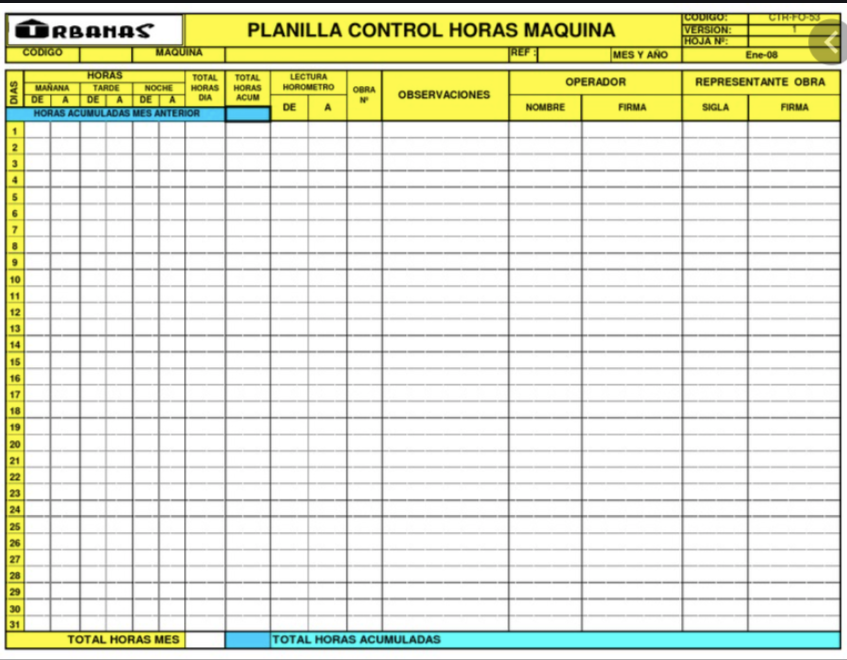 URBANAS
PLANILLA CONTROL HORAS MAQUINA
CODIGO: CTR-FO-53
VERSION: 1
HOJA Nº:
CODIGO MAQUINA REF : MES Y AÑO Ene-08
DIAS HORAS TOTAL HORAS DIA TOTAL HORAS ACUM LECTURA HOROMETRO OBRA Nº OBSERVACIONES OPERADOR REPRESENTANTE OBRA
MAÑANA TARDE NOCHE
DE A DE A DE A DE A NOMBRE FIRMA SIGLA FIRMA
HORAS ACUMULADAS MES ANTERIOR
1
2
3
4
5
6
7
8
9
10
11
12
13
14
15
16
17
18
19
20
21
22
23
24
25
26
27
28
29
30
31
TOTAL HORAS MES TOTAL HORAS ACUMULADAS